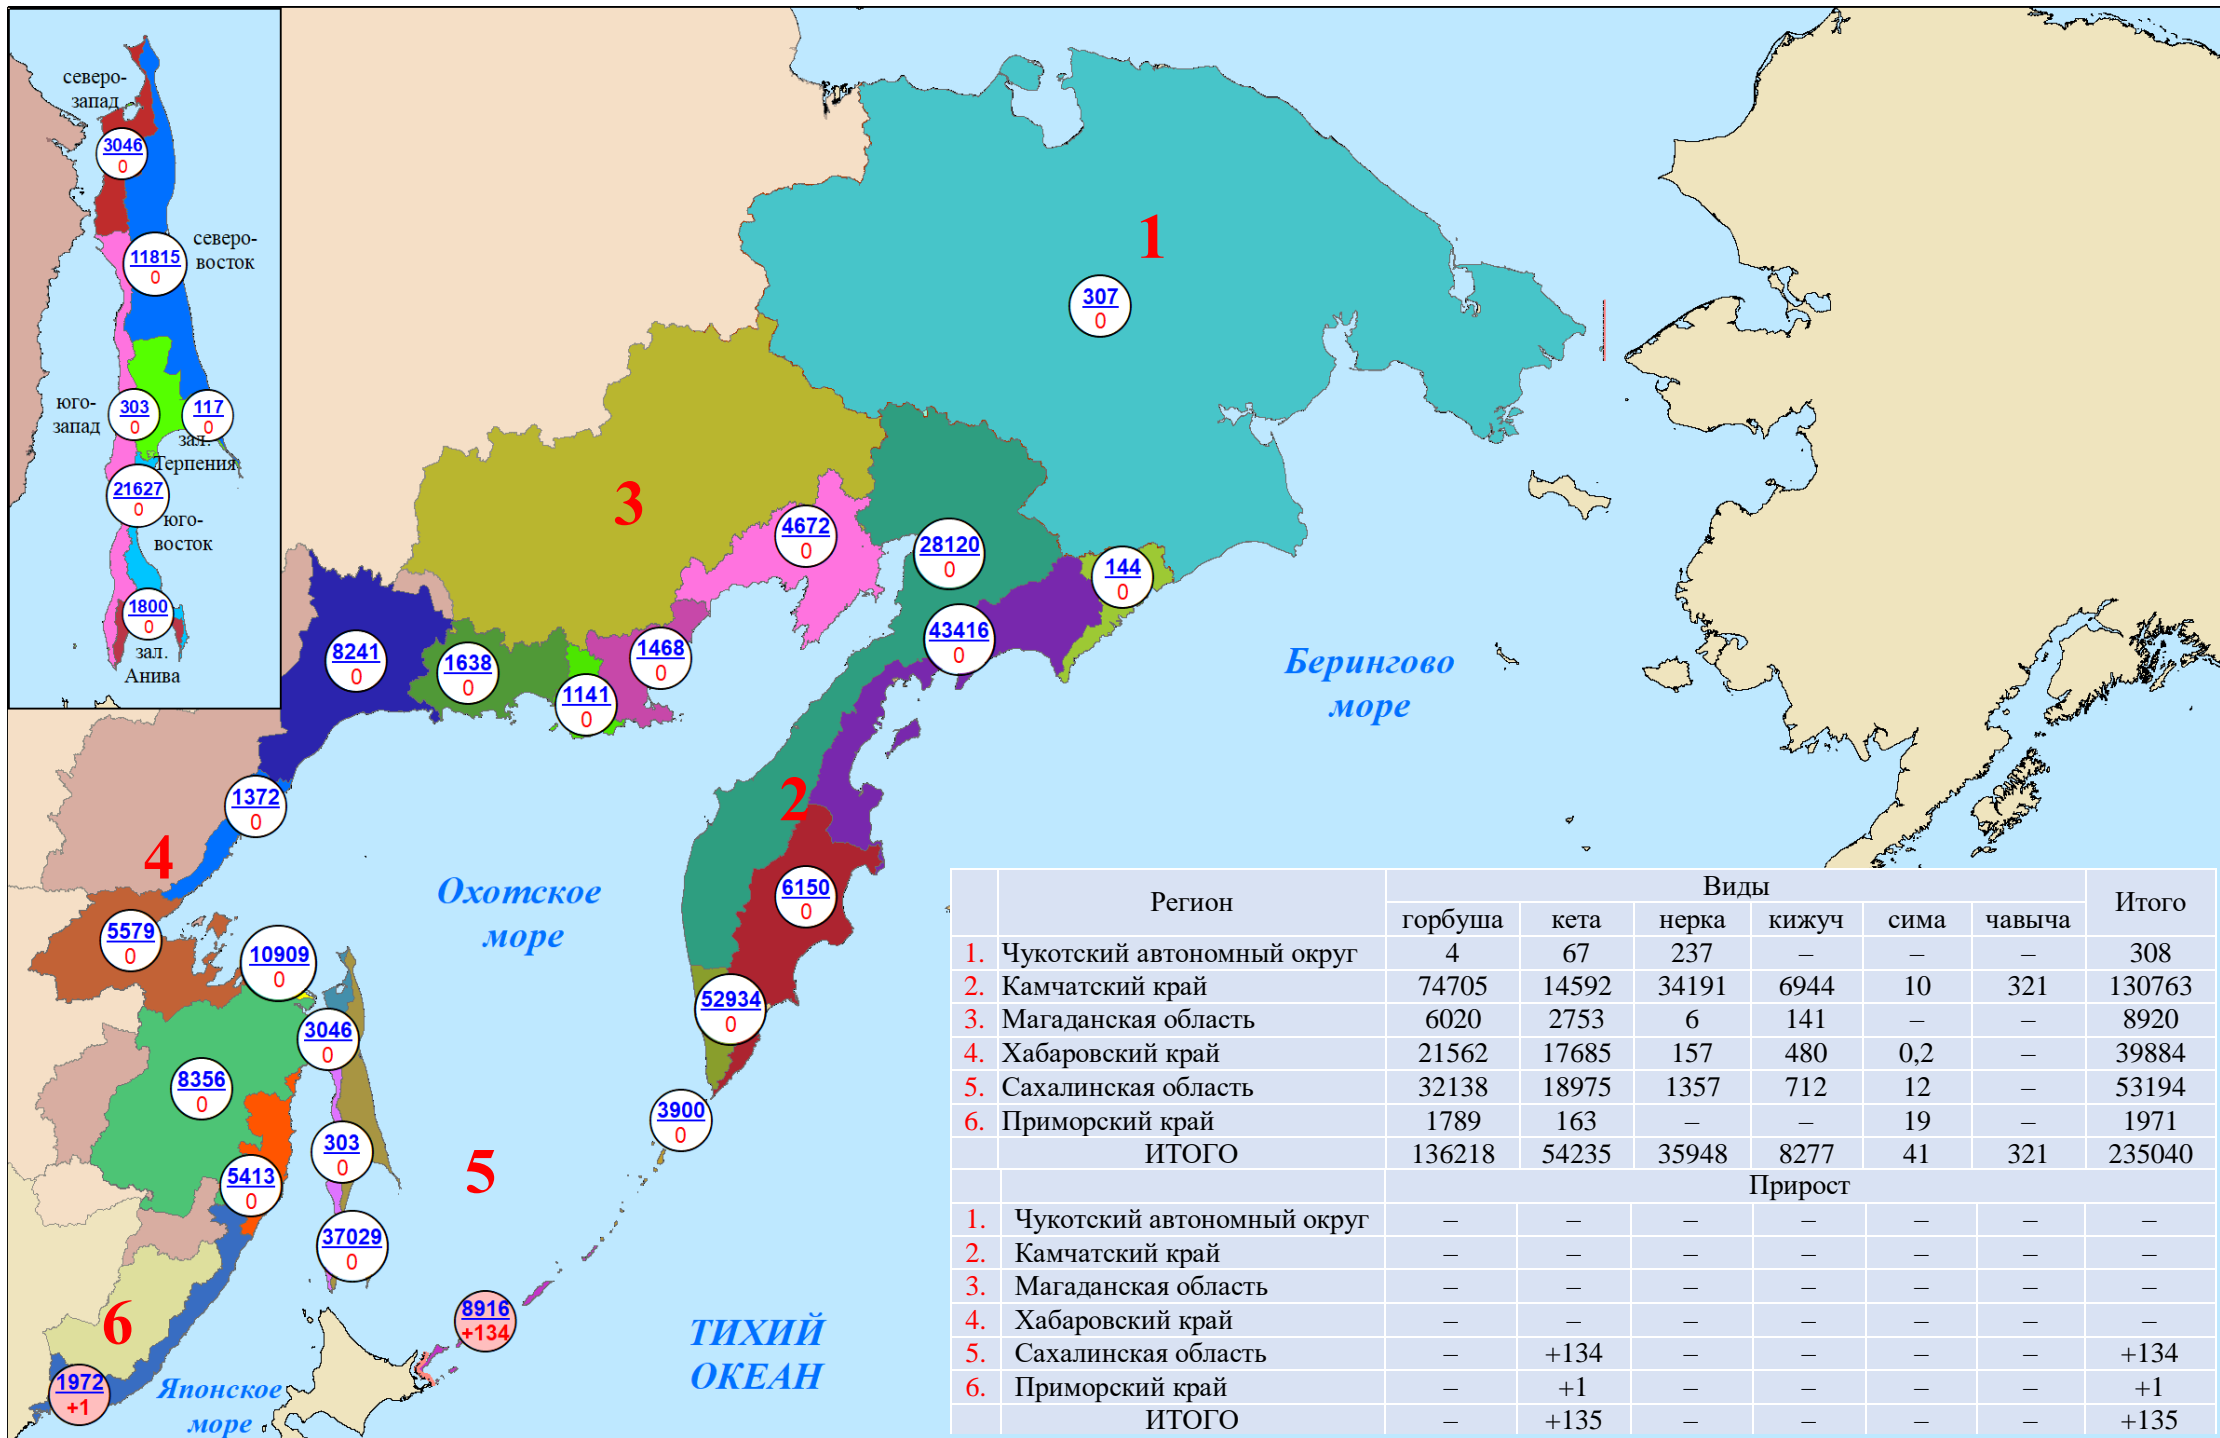 северо-
запад
3046
0
северо-
восток
11815
0
юго-
запад
303
0
117
0
зал.
Терпения
21627
0
юго-
восток
1800
0
зал.
Анива
1
307
0
3
4672
0
28120
0
144
0
43416
0
8241
0
1638
0
1141
0
1468
0
Берингово
море
1372
0
4
2
Охотское
море
6150
0
5579
0
10909
0
52934
0
3046
0
8356
0
3900
0
303
0
5
5413
0
37029
0
6
8916
+134
ТИХИЙ
ОКЕАН
1972
+1
Японское
море
Регион Виды Итого
горбуша кета нерка кижуч сима чавыча
1. Чукотский автономный округ 4 67 237 – – – 308
2. Камчатский край 74705 14592 34191 6944 10 321 130763
3. Магаданская область 6020 2753 6 141 – – 8920
4. Хабаровский край 21562 17685 157 480 0,2 – 39884
5. Сахалинская область 32138 18975 1357 712 12 – 53194
6. Приморский край 1789 163 – – 19 – 1971
ИТОГО 136218 54235 35948 8277 41 321 235040
Прирост
1. Чукотский автономный округ – – – – – – –
2. Камчатский край – – – – – – –
3. Магаданская область – – – – – – –
4. Хабаровский край – – – – – – –
5. Сахалинская область – +134 – – – – +134
6. Приморский край – +1 – – – – +1
ИТОГО – +135 – – – – +135